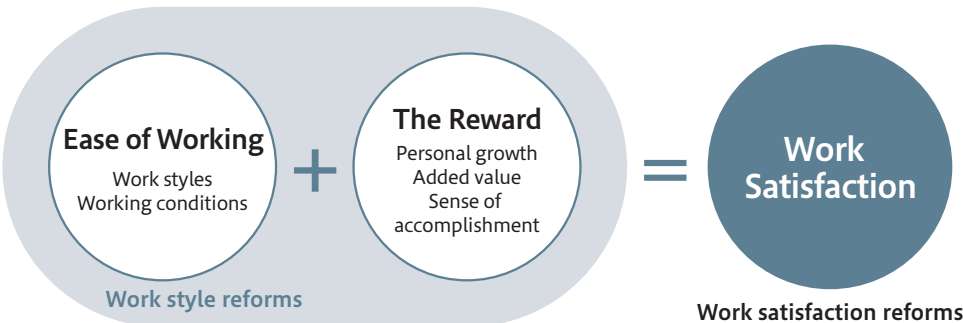 Ease of Working
Work styles
Working conditions
+
The Reward
Personal growth
Added value
Sense of
accomplishment
=
Work
Satisfaction
Work style reforms
Work satisfaction reforms